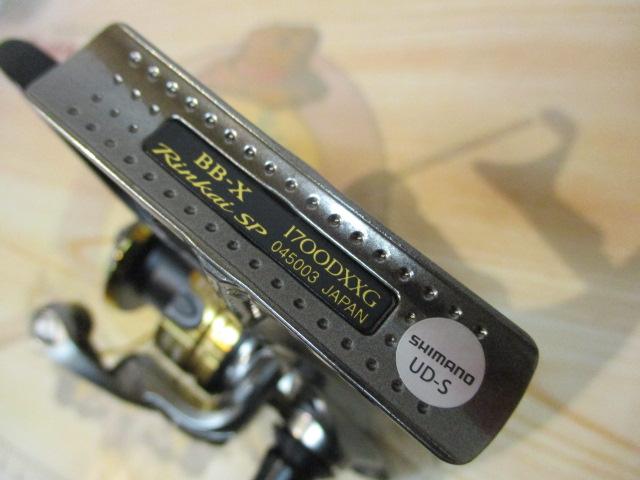 BB-X
Rinkai SP
1700DXXG
045003 JAPAN
SHIMANO
UD-S